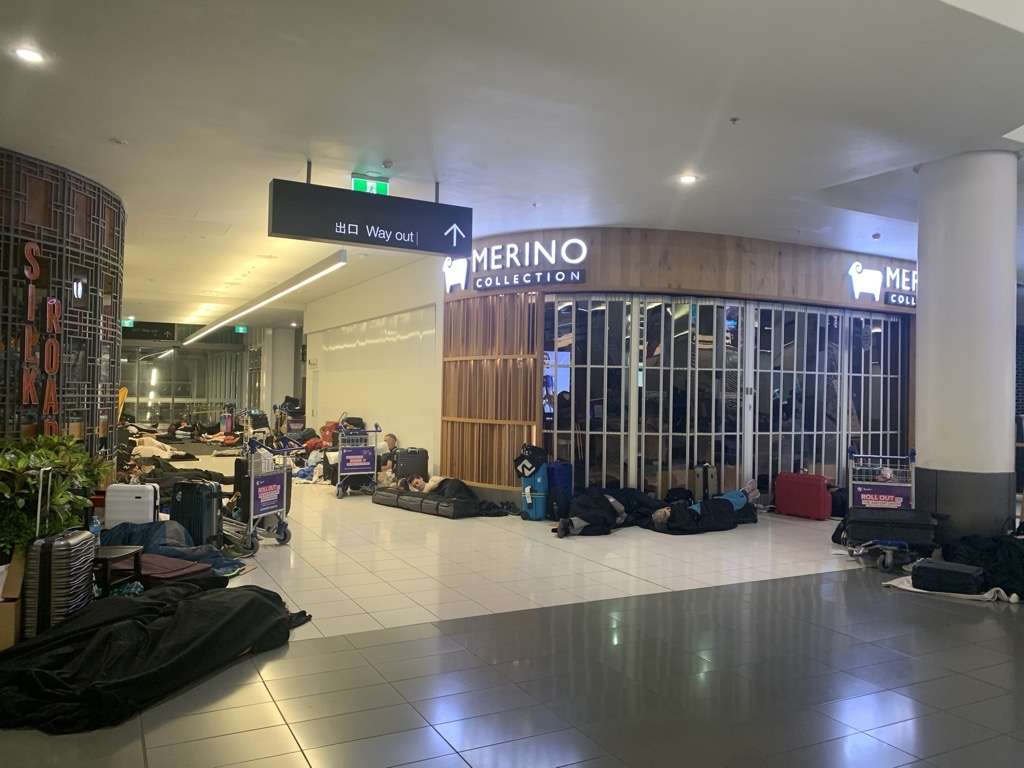 出口 Way out
MERINO
COLLECTION
MER
COLL
SILK
ROAD
ROLL OUT
ROLL OUT